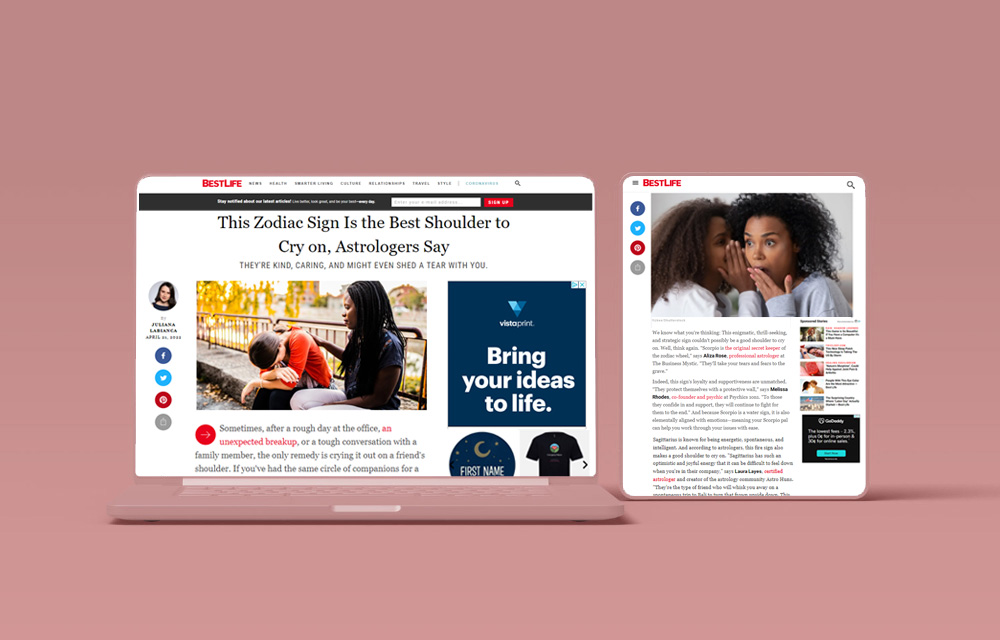 BESTLIFE
NEWS HEALTH SMARTER LIVING CULTURE RELATIONSHIPS TRAVEL STYLE | CORONAVIRUS
Stay notified about our latest articles! Live better, look good, and be your best—every day. Enter your e-mail address SIGN UP
This Zodiac Sign Is the Best Shoulder to
Cry on, Astrologers Say
THEY'RE KIND, CARING, AND MIGHT EVEN SHED A TEAR WITH YOU.
By
JULIANA
LABIANCA
APRIL 21, 2022
Sometimes, after a rough day at the office, an
unexpected breakup, or a tough conversation with a
family member, the only remedy is crying it out on a friend's
shoulder. If you've had the same circle of companions for a
vistaprint.
Bring
your ideas
to life.
FIRST NAME
BESTLIFE
We know what you're thinking. This enigmatic, thrill-seeking,
and strategic sign couldn't possibly be a good shoulder to cry
on. Well, think again. "Scorpio is the original secret keeper of
the zodiac wheel," says Aliza Rose, professional astrologer at
The Business Mystic. "They'll take your tears and fears to the
grave."
Indeed, this sign's loyalty and supportiveness are unmatched.
"They protect themselves with a protective wall," says Melissa
Rhodes, co-founder and psychic at Psychics 1001. "To those
they confide in and support, they will continue to fight for
them to the end." And because Scorpio is a water sign, it is also
elementally aligned with emotions—meaning your Scorpio pal
can help you work through your issues with ease.
Sagittarius is known for being energetic, spontaneous, and
intelligent. And according to astrologers, this fire sign also
makes a good shoulder to cry on. "Sagittarius has such an
optimistic and joyful energy that it can be difficult to feel down
when you're in their company," says Laura Layes, certified
astrologer and creator of the astrology community Astro Huns.
"They're the type of friend who will whisk you away on a
spontaneous trip to Bali to turn that frown upside down. This
Sponsored Stories
GoDaddy
The lowest fees - 2.3%,
plus 0¢ for in-person &
30¢ for online sales.